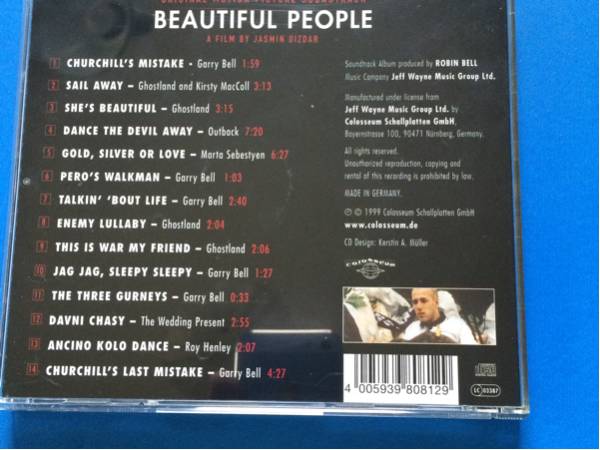 ORIGINAL MOTION PICTURE SOUNDTRACK
BEAUTIFUL PEOPLE
A FILM BY JASMIN DIZDAR
1 CHURCHILL'S MISTAKE - Garry Bell 1:59
2 SAIL AWAY – Ghostland and Kirsty MacColl 3:13
3 SHE'S BEAUTIFUL – Ghostland 3:15
4 DANCE THE DEVIL AWAY – Outback 7:20
5 GOLD, SILVER OR LOVE – Marta Sebestyen 6:27
6 PERO'S WALKMAN – Garry Bell 1:03
7 TALKIN' 'BOUT LIFE – Garry Bell 2:40
8 ENEMY LULLABY – Ghostland 2:04
9 THIS IS WAR MY FRIEND – Ghostland 2:06
10 JAG JAG, SLEEPY SLEEPY – Garry Bell 1:27
11 THE THREE GURNEYS – Garry Bell 0:33
12 DAVNI CHASY – The Wedding Present 2:55
13 ANCINO KOLO DANCE – Roy Henley 2:07
14 CHURCHILL'S LAST MISTAKE – Garry Bell 4:27
Soundtrack Album produced by ROBIN BELL
Music Company Jeff Wayne Music Group Ltd.
Manufactured under license from
Jeff Wayne Music Group Ltd. by
Colosseum Schallplatten GmbH,
Bayernstrasse 100, 90471 Nürnberg, Germany.
All rights reserved.
Unauthorized reproduction, copying and
rental of this recording is prohibited by law.
MADE IN GERMANY.
℗ © 1999 Colosseum Schallplatten GmbH
www.colosseum.de
CD Design: Kerstin A. Müller
COLOSSEUM
4 005939 808129
LC 03387